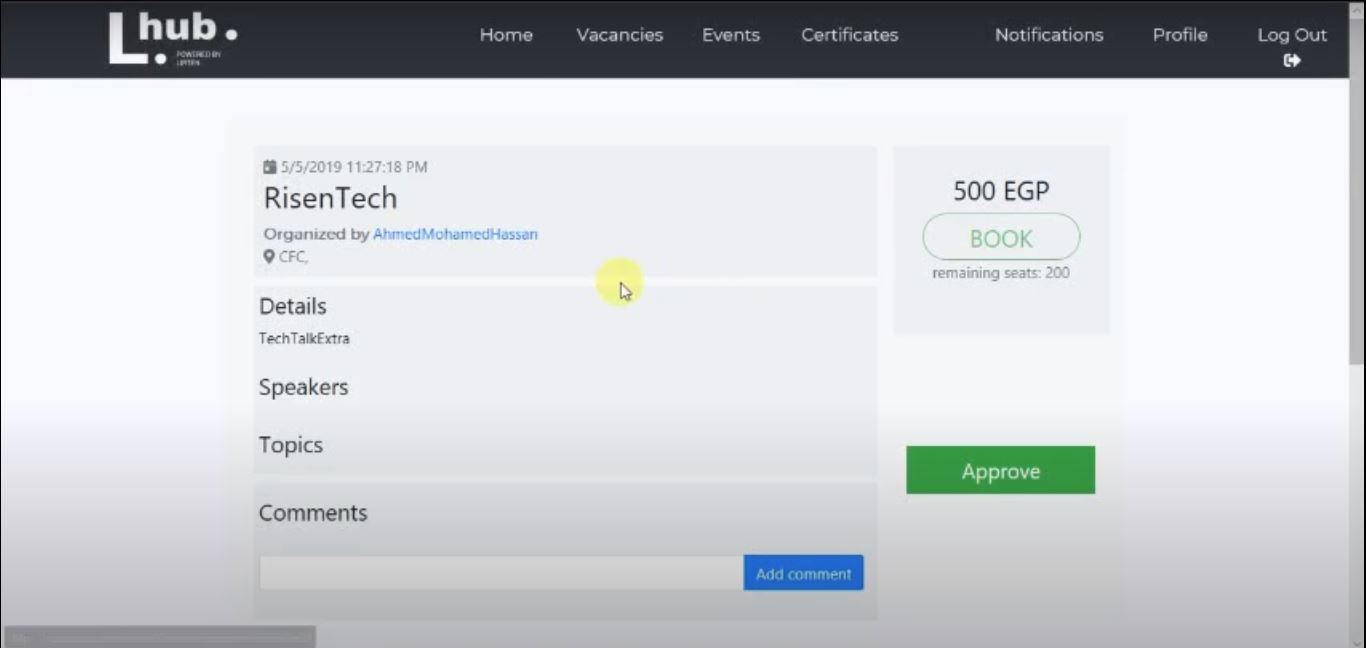 L. hub.
POWERED BY
Home Vacancies Events Certificates Notifications Profile Log Out
5/5/2019 11:27:18 PM
RisenTech
Organized by AhmedMohamedHassan
CFC,
500 EGP
BOOK
remaining seats: 200
Details
TechTalkExtra
Speakers
Topics
Approve
Comments
Add comment